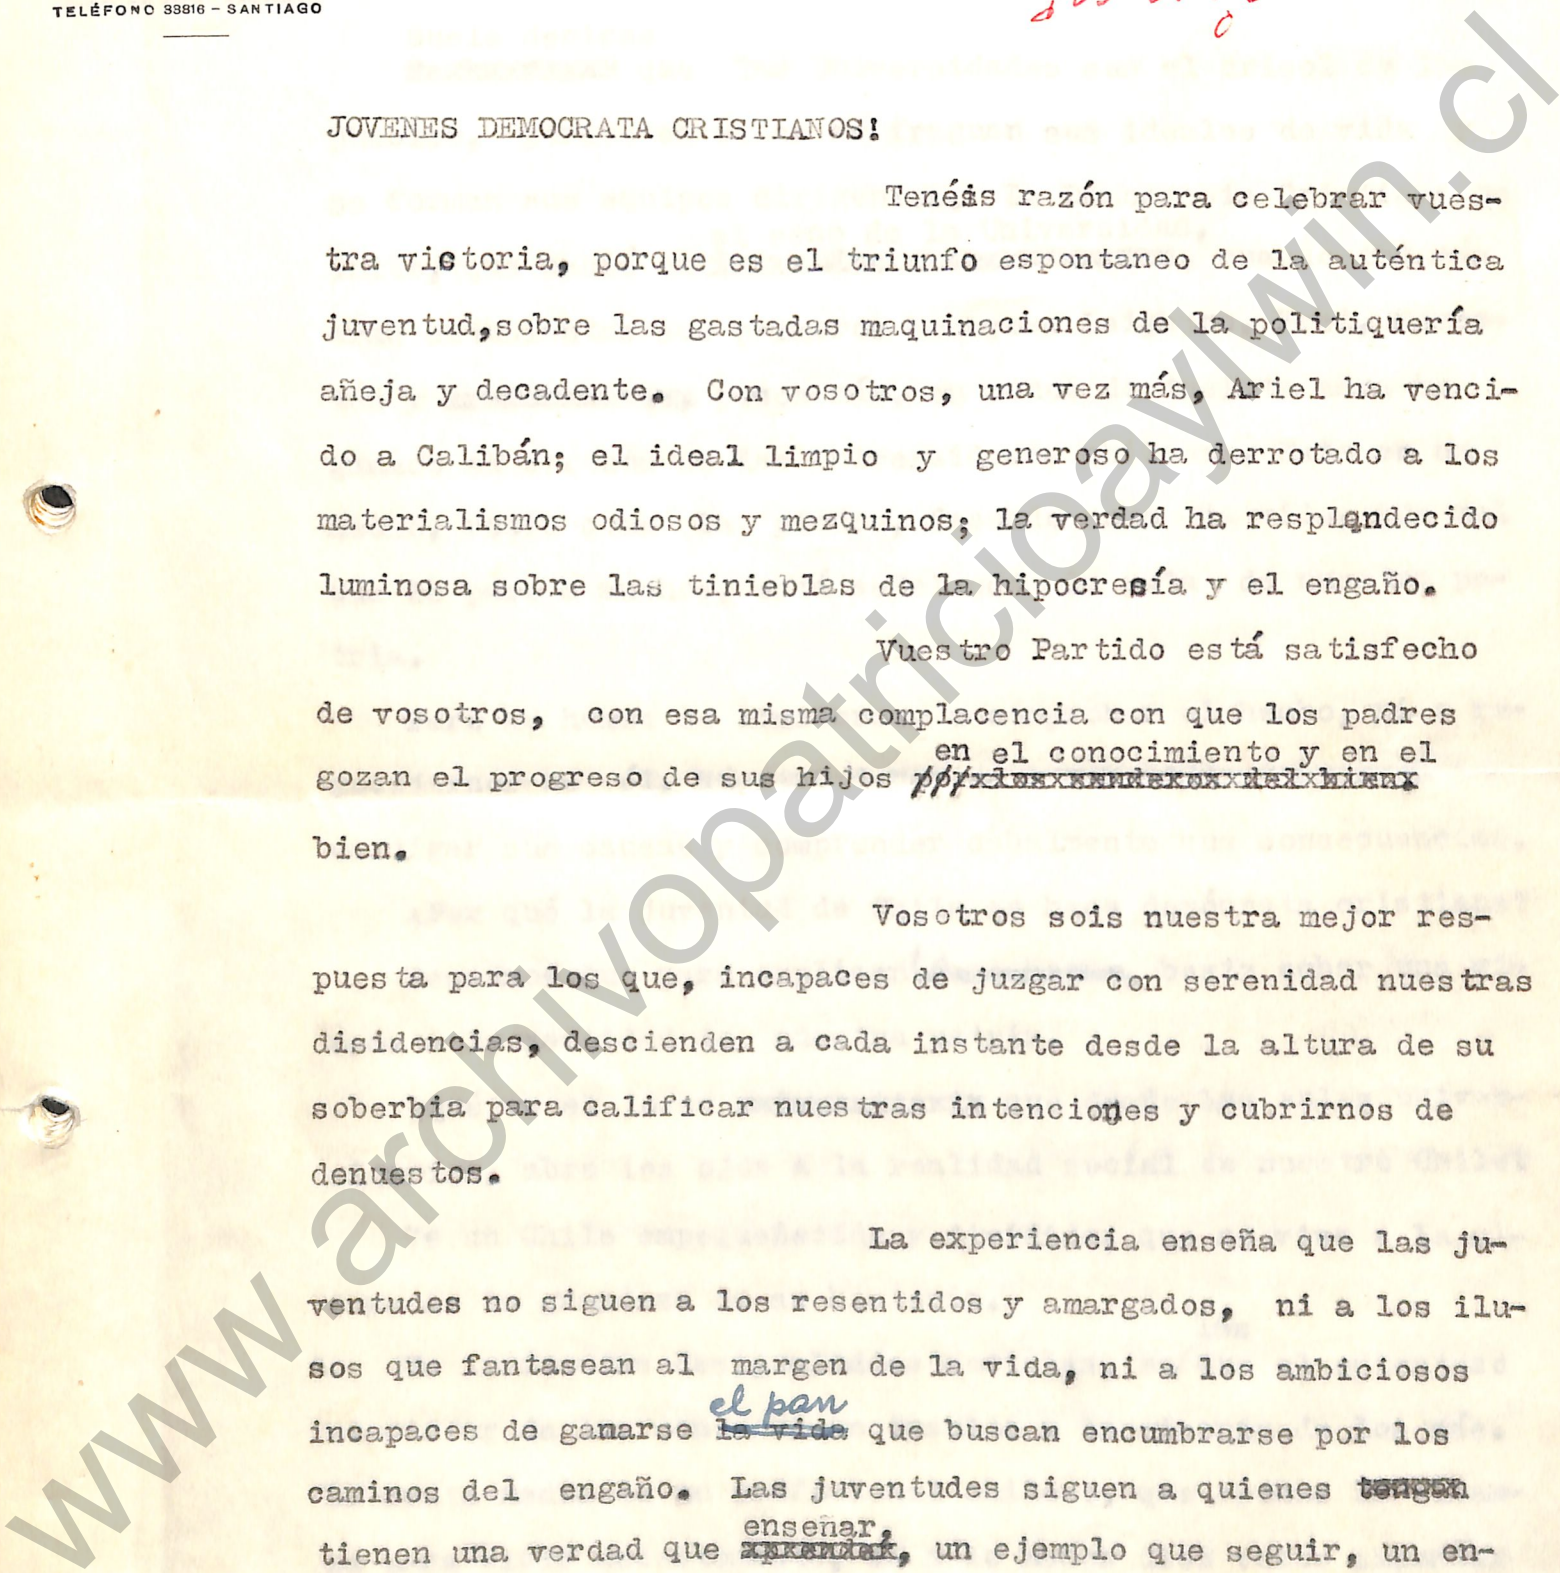 TELÉFONO 33816 - SANTIAGO
JOVENES DEMOCRATA CRISTIANOS!
Tenéis razón para celebrar vues-
tra victoria, porque es el triunfo espontaneo de la auténtica
juventud,sobre las gastadas maquinaciones de la politiquería
añeja y decadente. Con vosotros, una vez más, Ariel ha venci-
do a Calibán; el ideal limpio y generoso ha derrotado a los
materialismos odiosos y mezquinos; la verdad ha resplandecido
luminosa sobre las tinieblas de la hipocresía y el engaño.
Vuestro Partido está satisfecho
de vosotros, con esa misma complacencia con que los padres
en el conocimiento y en el
gozan el progreso de sus hijos
bien.
Vosotros sois nuestra mejor res-
puesta para los que, incapaces de juzgar con serenidad nuestras
disidencias, descienden a cada instante desde la altura de su
soberbia para calificar nuestras intenciones y cubrirnos de
denuestos.
La experiencia enseña que las ju-
ventudes no siguen a los resentidos y amargados, ni a los ilu-
sos que fantasean al margen de la vida, ni a los ambiciosos
el pan
incapaces de ganarse la vida que buscan encumbrarse por los
caminos del engaño. Las juventudes siguen a quienes tengan
enseñar,
tienen una verdad que , un ejemplo que seguir, un en-
www.archivopatricioaylwin.cl